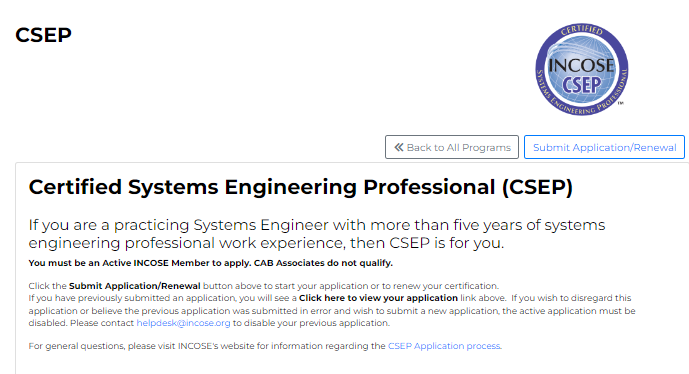 CSEP
CERTIFIED
INCOSE
CSEP
SYSTEMS ENGINEERING PROFESSIONAL
TM
Back to All Programs
Submit Application/Renewal
Certified Systems Engineering Professional (CSEP)
If you are a practicing Systems Engineer with more than five years of systems
engineering professional work experience, then CSEP is for you.
You must be an Active INCOSE Member to apply. CAB Associates do not qualify.
Click the Submit Application/Renewal button above to start your application or to renew your certification.
If you have previously submitted an application, you will see a Click here to view your application link above. If you wish to disregard this
application or believe the previous application was submitted in error and wish to submit a new application, the active application must be
disabled. Please contact helpdesk@incose.org to disable your previous application.
For general questions, please visit INCOSE's website for information regarding the CSEP Application process.